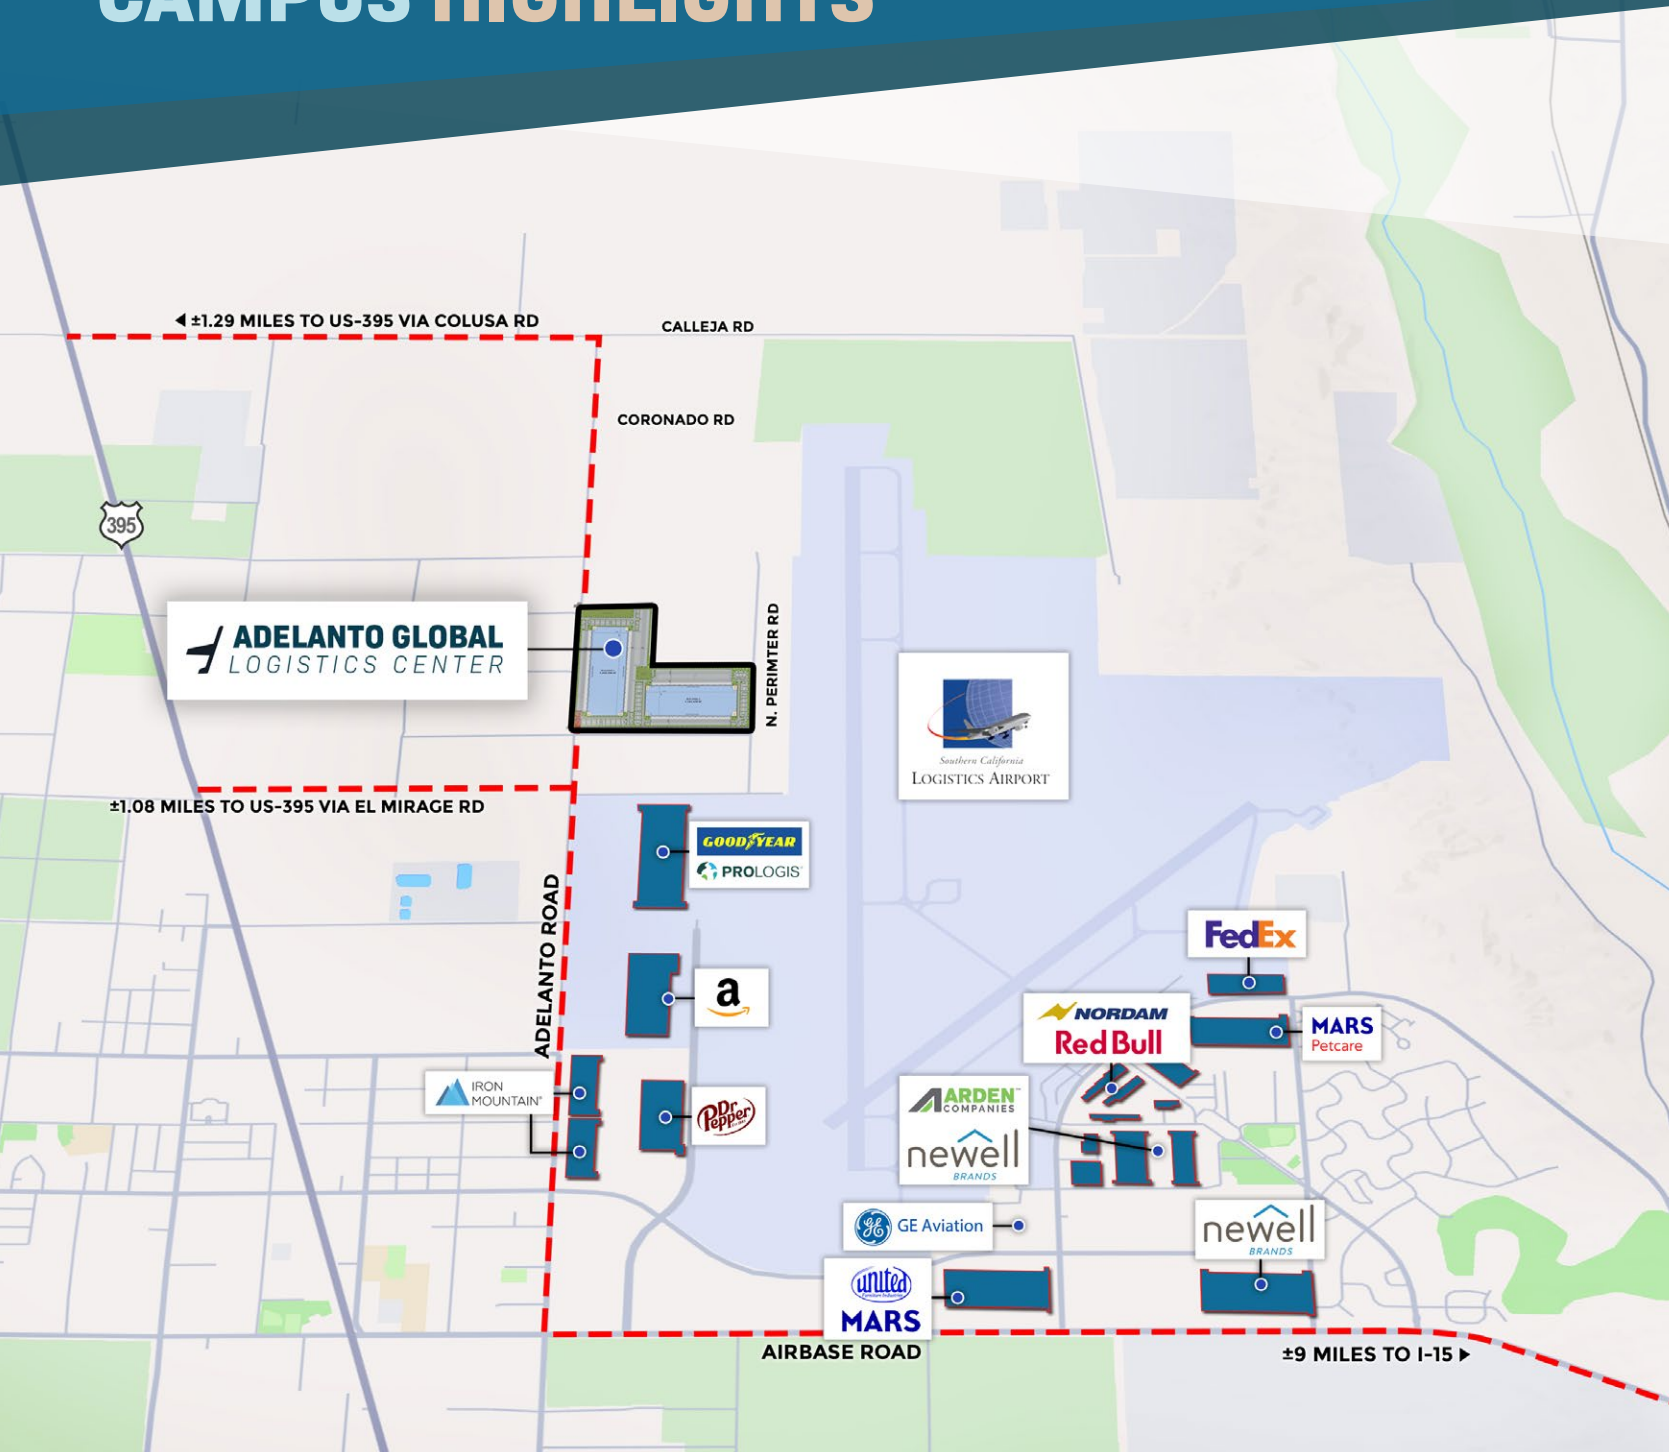 CAMPUS HIGHLIGHTS
±1.29 MILES TO US-395 VIA COLUSA RD
CALLEJA RD
CORONADO RD
395
ADELANTO GLOBAL
LOGISTICS CENTER
N. PERIMTER RD
Southern California
LOGISTICS AIRPORT
±1.08 MILES TO US-395 VIA EL MIRAGE RD
GOODYEAR
PROLOGIS
ADELANTO ROAD
a
FedEx
NORDAM
Red Bull
MARS
Petcare
IRON
MOUNTAIN
Dr
Pepper
ARDEN
COMPANIES
newell
BRANDS
GE
GE Aviation
newell
BRANDS
united
MARS
AIRBASE ROAD
±9 MILES TO I-15